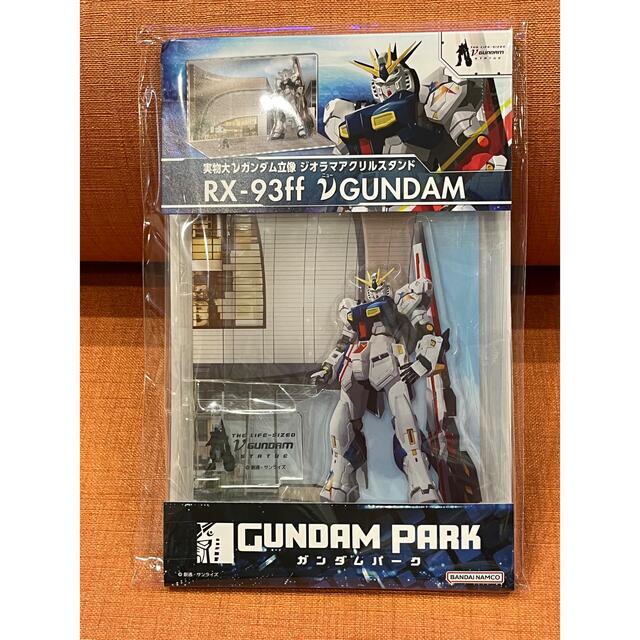 THE LIFE-SIZED
ν GUNDAM
STATUE
実物大νガンダム立像 ジオラマアクリルスタンド
ニュー
RX-93ff νGUNDAM
THE LIFE-SIZED
ν GUNDAM
STATUE
© 創通・サンライズ
GUNDAM PARK
ガンダムパーク
© 創通・サンライズ
BANDAI NAMCO